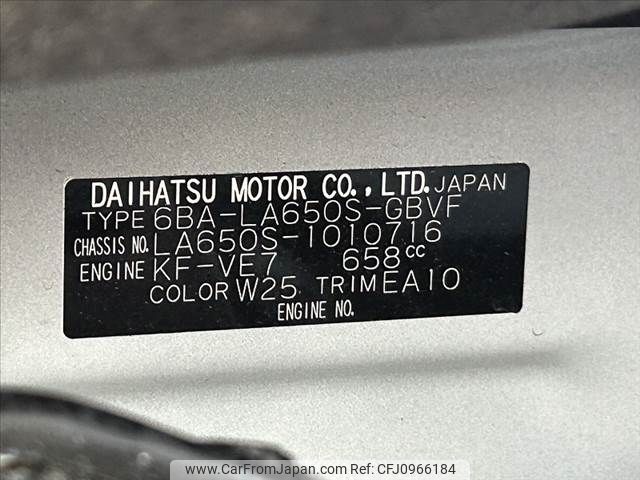 DAIHATSU MOTOR CO., LTD. JAPAN
TYPE 6BA-LA650S-GBVF
CHASSIS NO. LA650S-1010716
ENGINE KF-VE7 658cc
COLOR W25 TRIM EA10
ENGINE NO.
www.CarFromJapan.com | CFJ0966184